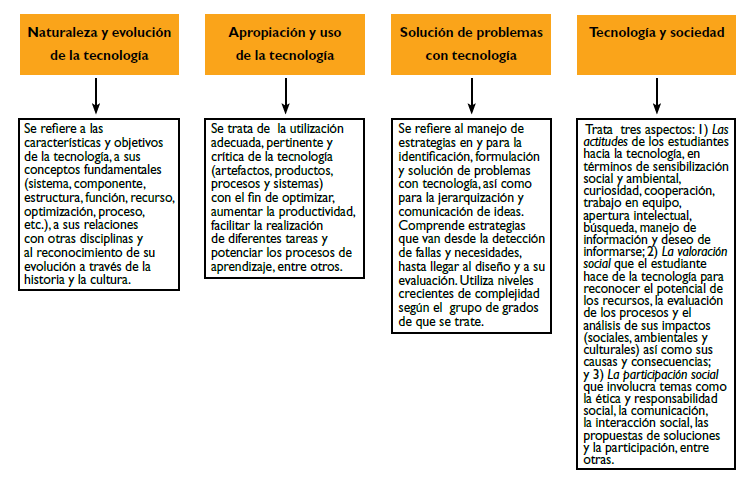 Naturaleza y evolución
de la tecnología
Se refiere a las
características y objetivos
de la tecnología, a sus
conceptos fundamentales
(sistema, componente,
estructura, función, recurso,
optimización, proceso,
etc.), a sus relaciones
con otras disciplinas y
al reconocimiento de su
evolución a través de la
historia y la cultura.
Apropiación y uso
de la tecnología
Se trata de la utilización
adecuada, pertinente y
crítica de la tecnología
(artefactos, productos,
procesos y sistemas)
con el fin de optimizar,
aumentar la productividad,
facilitar la realización
de diferentes tareas y
potenciar los procesos de
aprendizaje, entre otros.
Solución de problemas
con tecnología
Se refiere al manejo de
estrategias en y para la
identificación, formulación
y solución de problemas
con tecnología, así como
para la jerarquización y
comunicación de ideas.
Comprende estrategias
que van desde la detección
de fallas y necesidades,
hasta llegar al diseño y a su
evaluación. Utiliza niveles
crecientes de complejidad
según el grupo de grados
de que se trate.
Tecnología y sociedad
Trata tres aspectos: 1) Las
actitudes de los estudiantes
hacia la tecnología, en
términos de sensibilización
social y ambiental,
curiosidad, cooperación,
trabajo en equipo,
apertura intelectual,
búsqueda, manejo de
información y deseo de
informarse; 2) La valoración
social que el estudiante
hace de la tecnología para
reconocer el potencial de
los recursos, la evaluación
de los procesos y el
análisis de sus impactos
(sociales, ambientales y
culturales) así como sus
causas y consecuencias;
y 3) La participación social
que involucra temas como
la ética y responsabilidad
social, la comunicación,
la interacción social, las
propuestas de soluciones
y la participación, entre
otras.